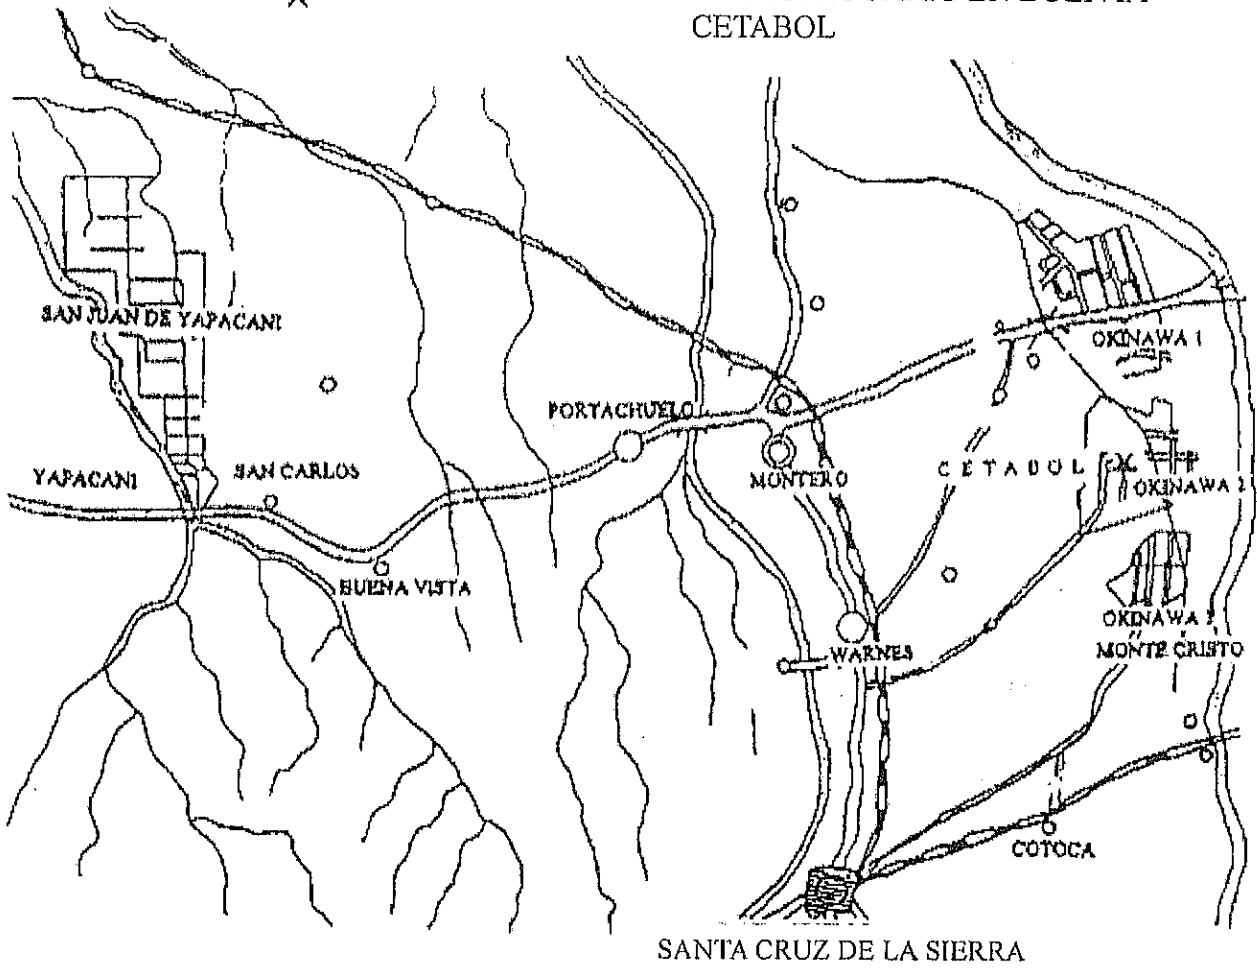 CETABOL
SAN JUAN DE YAPACANI
OKINAWA 1
PORTACHUELO
YAPACANI
SAN CARLOS
MONTERO
CETABOL
OKINAWA 2
BUENA VISTA
OKINAWA 3
WARNES
MONTE CRISTO
COTOCA
SANTA CRUZ DE LA SIERRA